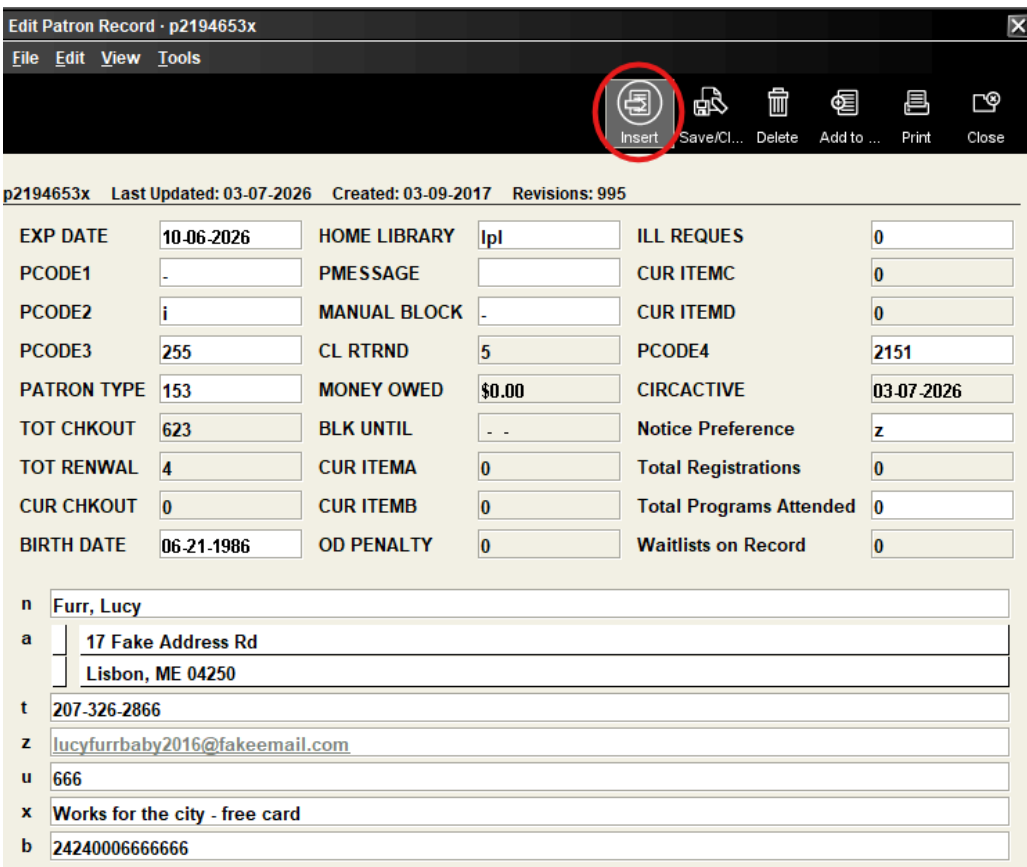 Edit Patron Record · p2194653x
File Edit View Tools
Insert Save/Cl... Delete Add to ... Print Close
p2194653x Last Updated: 03-07-2026 Created: 03-09-2017 Revisions: 995
EXP DATE 10-06-2026 HOME LIBRARY lpl ILL REQUES 0
PCODE1 - PMESSAGE CUR ITEMC 0
PCODE2 i MANUAL BLOCK - CUR ITEMD 0
PCODE3 255 CL RTRND 5 PCODE4 2151
PATRON TYPE 153 MONEY OWED $0.00 CIRCACTIVE 03-07-2026
TOT CHKOUT 623 BLK UNTIL - - Notice Preference z
TOT RENWAL 4 CUR ITEMA 0 Total Registrations 0
CUR CHKOUT 0 CUR ITEMB 0 Total Programs Attended 0
BIRTH DATE 06-21-1986 OD PENALTY 0 Waitlists on Record 0
n Furr, Lucy
a 17 Fake Address Rd
Lisbon, ME 04250
t 207-326-2866
z lucyfurrbaby2016@fakeemail.com
u 666
x Works for the city - free card
b 24240006666666